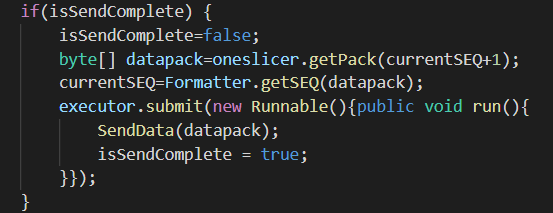 if(isSendComplete) {
isSendComplete=false;
byte[] datapack=oneslicer.getPack(currentSEQ+1);
currentSEQ=Formatter.getSEQ(datapack);
executor.submit(new Runnable(){public void run(){
SendData(datapack);
isSendComplete = true;
}});
}